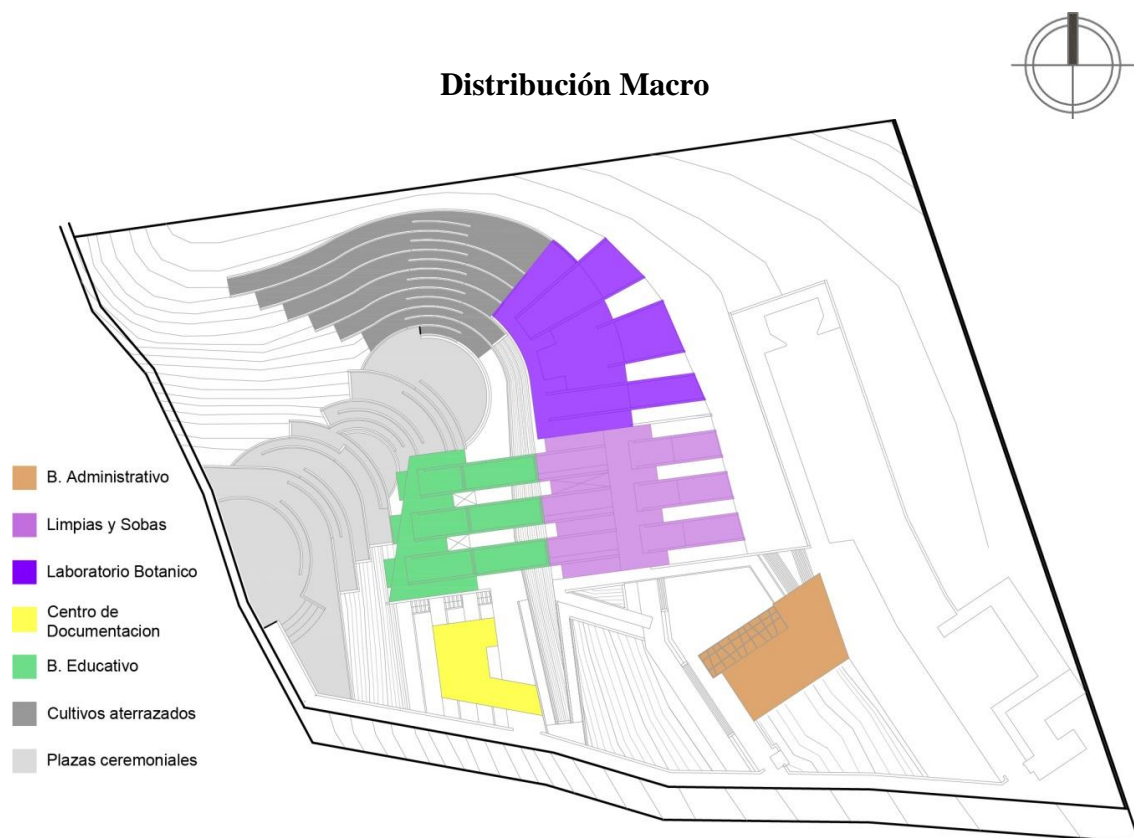 Distribución Macro
B. Administrativo
Limpias y Sobas
Laboratorio Botanico
Centro de
Documentacion
B. Educativo
Cultivos aterrazados
Plazas ceremoniales